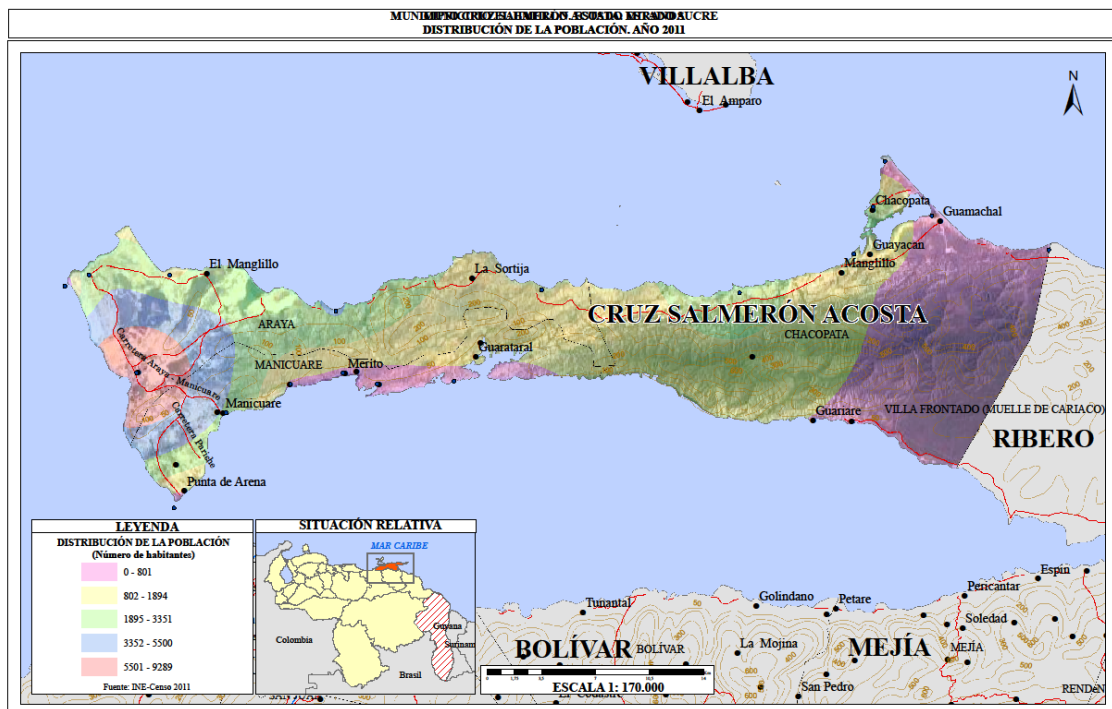 DISTRIBUCIÓN DE LA POBLACIÓN. AÑO 2011
VILLALBA
El Amparo
N
Chacopata
Guamachal
Guayacán
Manglillo
El Manglillo
La Sortija
CRUZ SALMERÓN ACOSTA
ARAYA
CHACOPATA
Guarataral
MANICUARE
Merito
Carretera Araya - Manicuare
Manicuare
Guariare
VILLA FRONTADO (MUELLE DE CARIACO)
RIBERO
Punta de Arena
LEYENDA
DISTRIBUCIÓN DE LA POBLACIÓN
(Número de habitantes)
0 - 801
802 - 1894
1895 - 3351
3352 - 5500
5501 - 9289
Fuente: INE-Censo 2011
SITUACIÓN RELATIVA
MAR CARIBE
Colombia
Guyana
Surinam
Brasil
Tunantal
Golindano
Petare
Pericantar
Espín
Soledad
BOLÍVAR
BOLÍVAR
La Mojina
MEJÍA
MEJÍA
San Pedro
ESCALA 1: 170.000